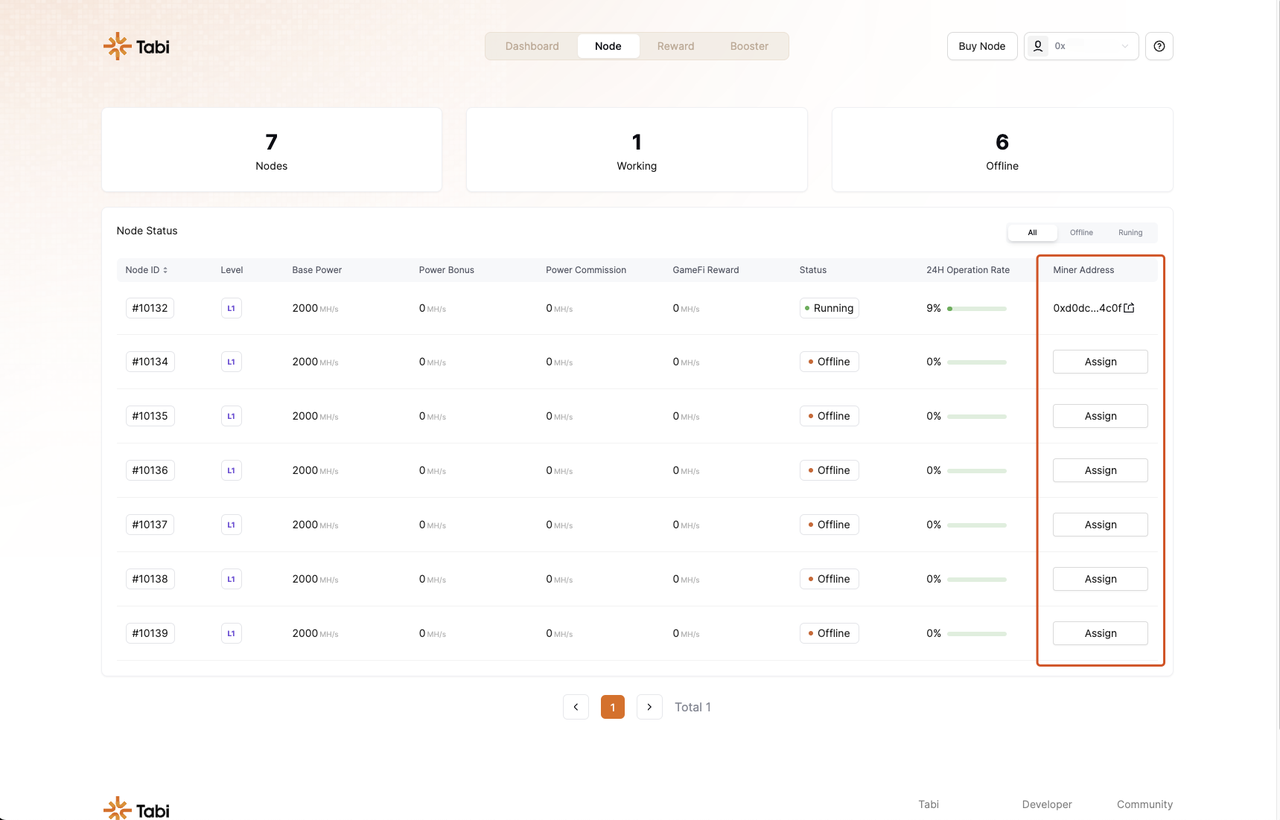 Tabi
Dashboard Node Reward Booster
Buy Node 0x
7 1 6
Nodes Working Offline
Node Status
All Offline Runing
Node ID Level Base Power Power Bonus Power Commission GameFi Reward Status 24H Operation Rate Miner Address
#10132 L1 2000 MH/s 0 MH/s 0 MH/s 0 MH/s Running 9% 0xd0dc...4c0f
#10134 L1 2000 MH/s 0 MH/s 0 MH/s 0 MH/s Offline 0% Assign
#10135 L1 2000 MH/s 0 MH/s 0 MH/s 0 MH/s Offline 0% Assign
#10136 L1 2000 MH/s 0 MH/s 0 MH/s 0 MH/s Offline 0% Assign
#10137 L1 2000 MH/s 0 MH/s 0 MH/s 0 MH/s Offline 0% Assign
#10138 L1 2000 MH/s 0 MH/s 0 MH/s 0 MH/s Offline 0% Assign
#10139 L1 2000 MH/s 0 MH/s 0 MH/s 0 MH/s Offline 0% Assign
1 Total 1
Tabi Tabi Developer Community